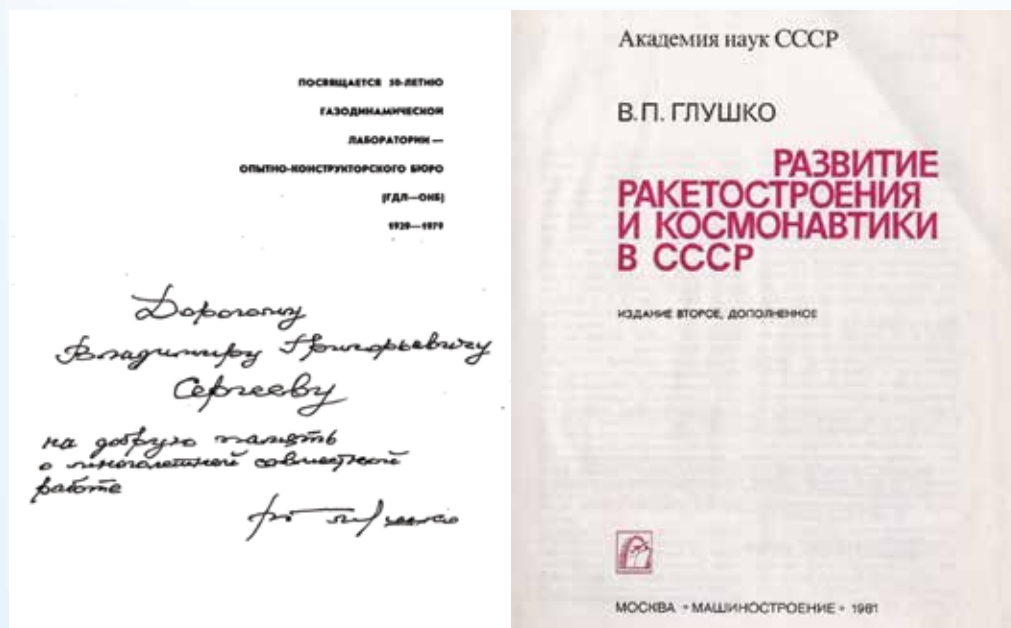 ПОСВЯЩАЕТСЯ 50-ЛЕТИЮ
ГАЗОДИНАМИЧЕСКОЙ
ЛАБОРАТОРИИ —
ОПЫТНО-КОНСТРУКТОРСКОГО БЮРО
(ГДЛ—ОКБ)
1929—1979
Дорогому
Владимиру Григорьевичу
Сергееву
на добрую память
о многолетней совместной
работе
Академия наук СССР
В.П. ГЛУШКО
РАЗВИТИЕ
РАКЕТОСТРОЕНИЯ
И КОСМОНАВТИКИ
В СССР
ИЗДАНИЕ ВТОРОЕ, ДОПОЛНЕННОЕ
МОСКВА • МАШИНОСТРОЕНИЕ • 1981